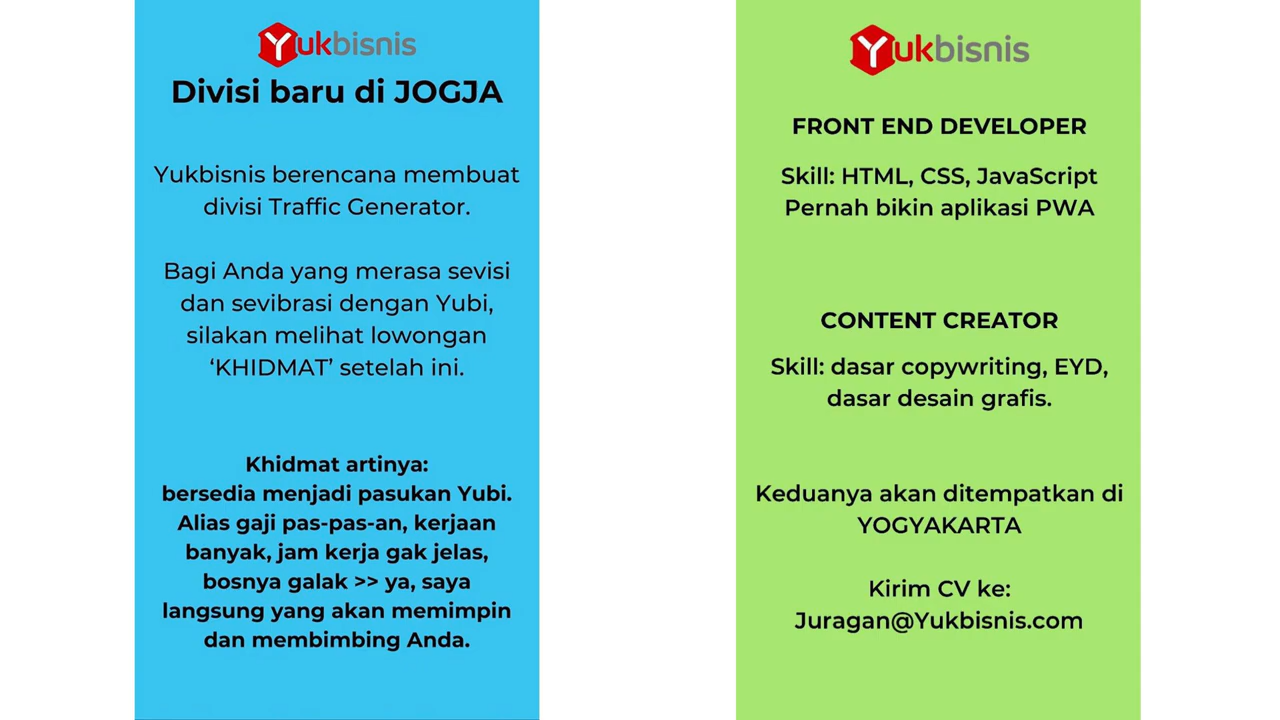 Yukbisnis
Divisi baru di JOGJA
Yukbisnis berencana membuat
divisi Traffic Generator.
Bagi Anda yang merasa sevisi
dan sevibrasi dengan Yubi,
silakan melihat lowongan
‘KHIDMAT’ setelah ini.
Khidmat artinya:
bersedia menjadi pasukan Yubi.
Alias gaji pas-pas-an, kerjaan
banyak, jam kerja gak jelas,
bosnya galak >> ya, saya
langsung yang akan memimpin
dan membimbing Anda.
Yukbisnis
FRONT END DEVELOPER
Skill: HTML, CSS, JavaScript
Pernah bikin aplikasi PWA
CONTENT CREATOR
Skill: dasar copywriting, EYD,
dasar desain grafis.
Keduanya akan ditempatkan di
YOGYAKARTA
Kirim CV ke:
Juragan@Yukbisnis.com